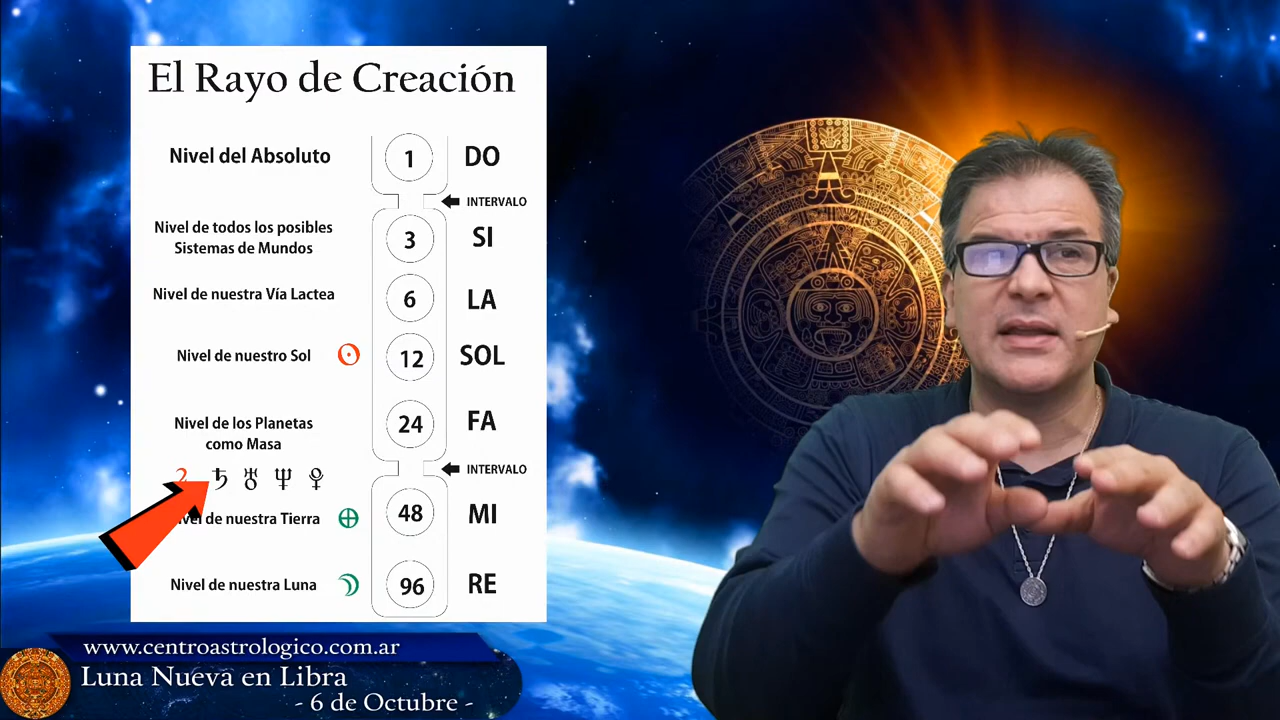 El Rayo de Creación
Nivel del Absoluto 1 DO
INTERVALO
Nivel de todos los posibles
Sistemas de Mundos 3 SI
Nivel de nuestra Vía Lactea 6 LA
Nivel de nuestro Sol 12 SOL
Nivel de los Planetas
como Masa 24 FA
INTERVALO
de nuestra Tierra 48 MI
Nivel de nuestra Luna 96 RE
www.centroastrologico.com.ar
Luna Nueva en Libra
- 6 de Octubre -